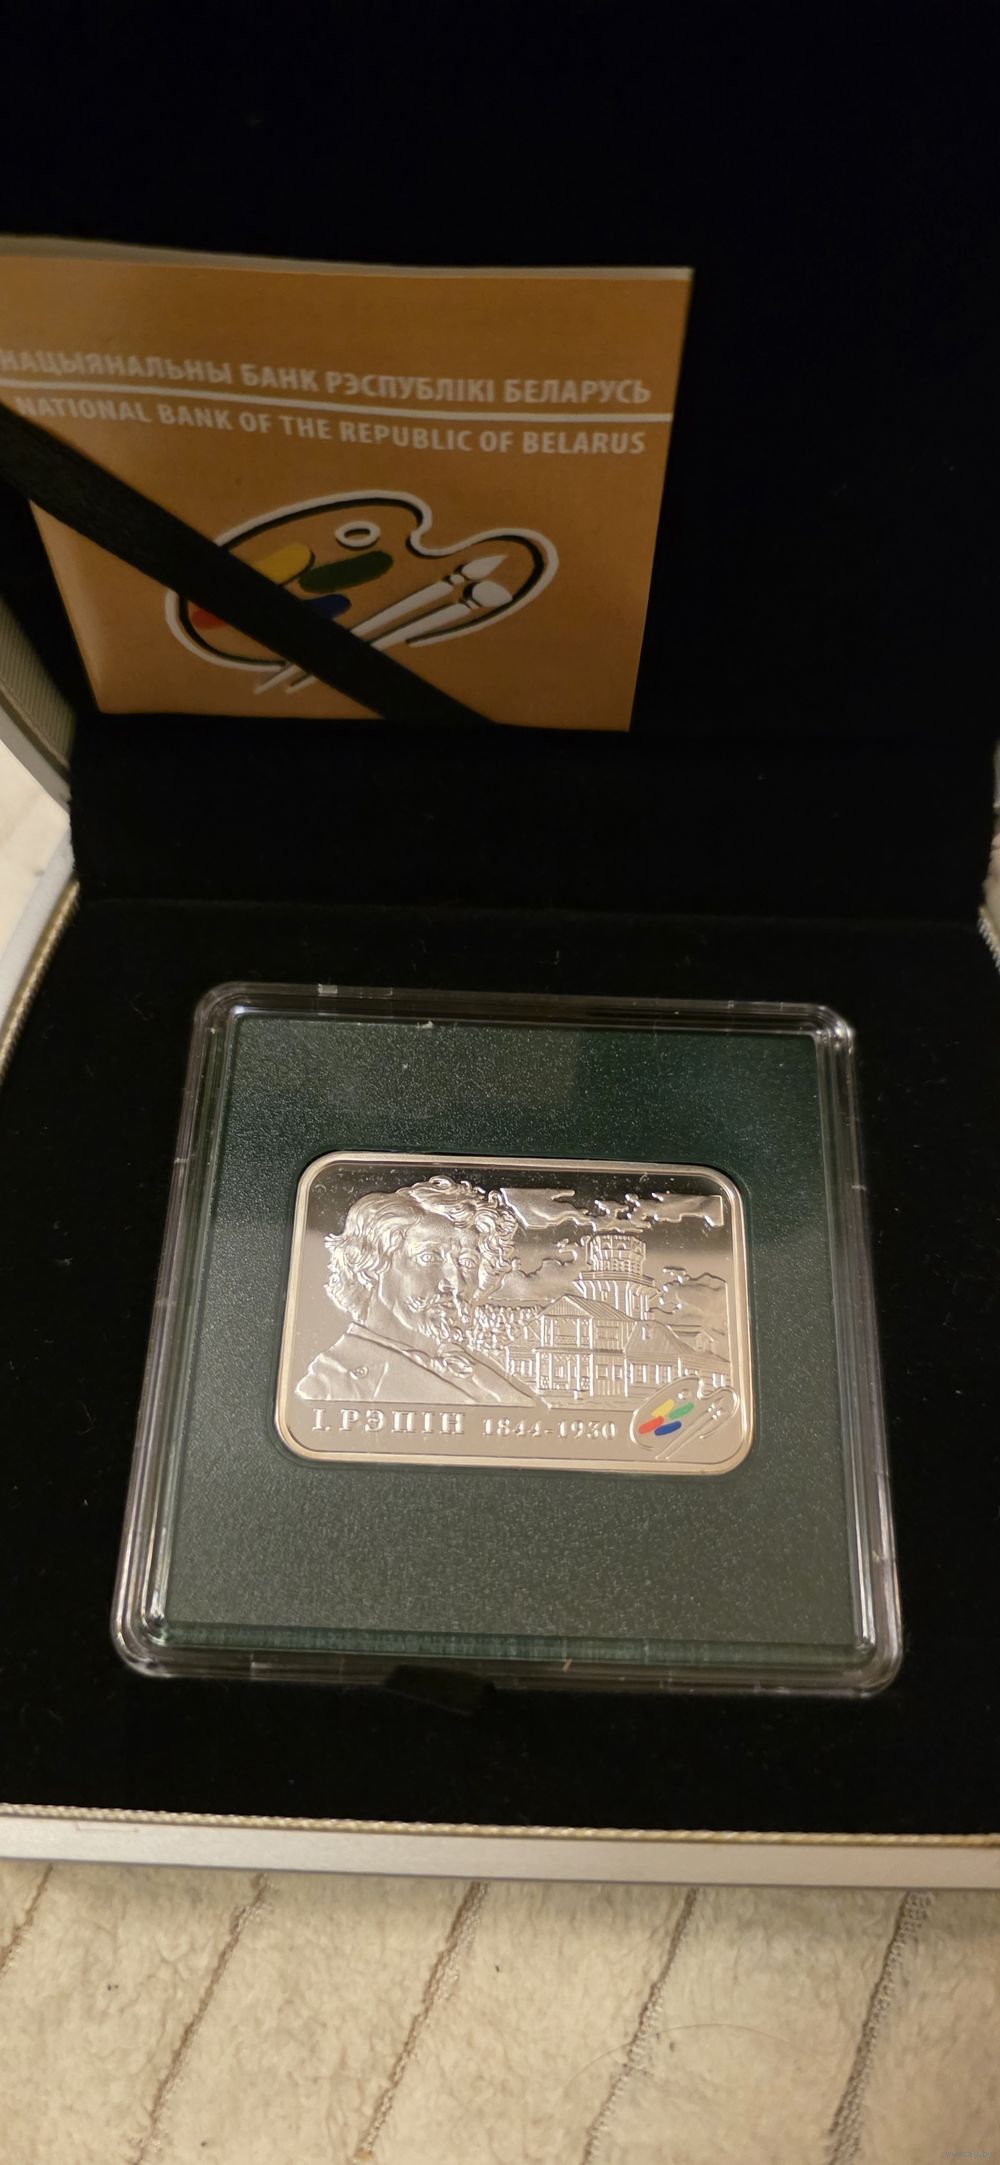 НАЦЫЯНАЛЬНЫ БАНК РЭСПУБЛІКІ БЕЛАРУСЬ
NATIONAL BANK OF THE REPUBLIC OF BELARUS
І. РЭПІН 1844-1930